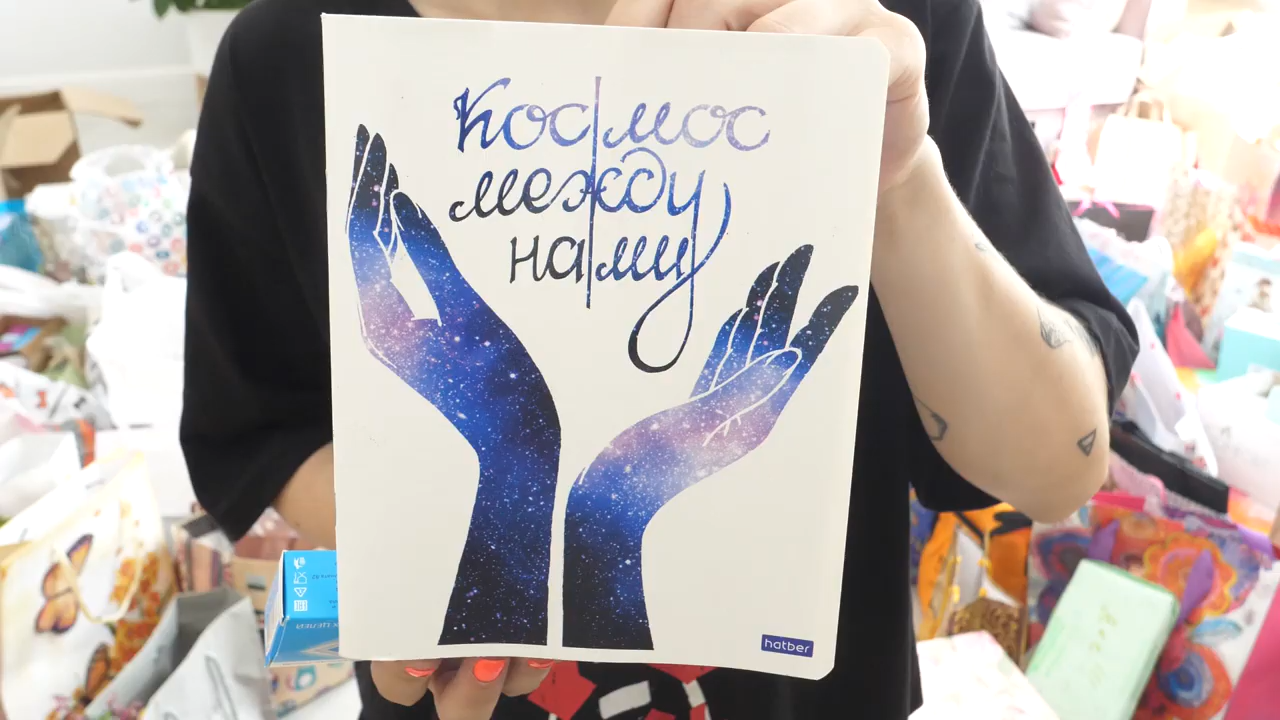 Космос
между
нами
hatber